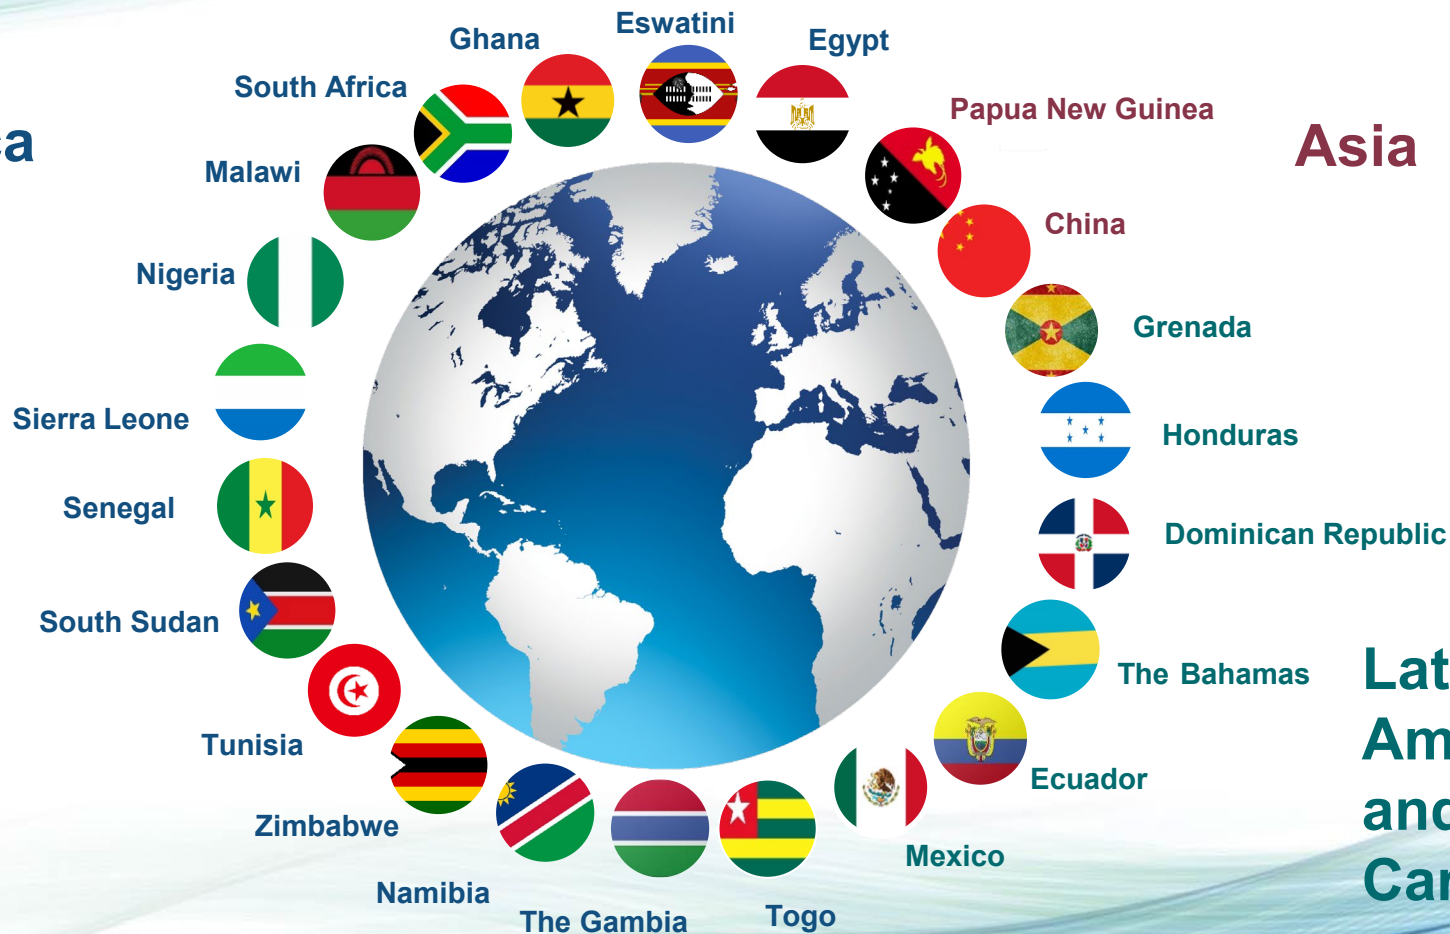 Eswatini
Ghana
Egypt
South Africa
Papua New Guinea
Asia
Malawi
China
Nigeria
Grenada
Sierra Leone
Honduras
Senegal
Dominican Republic
South Sudan
The Bahamas
Tunisia
Ecuador
and
Zimbabwe
Mexico
Namibia
The Gambia
Togo